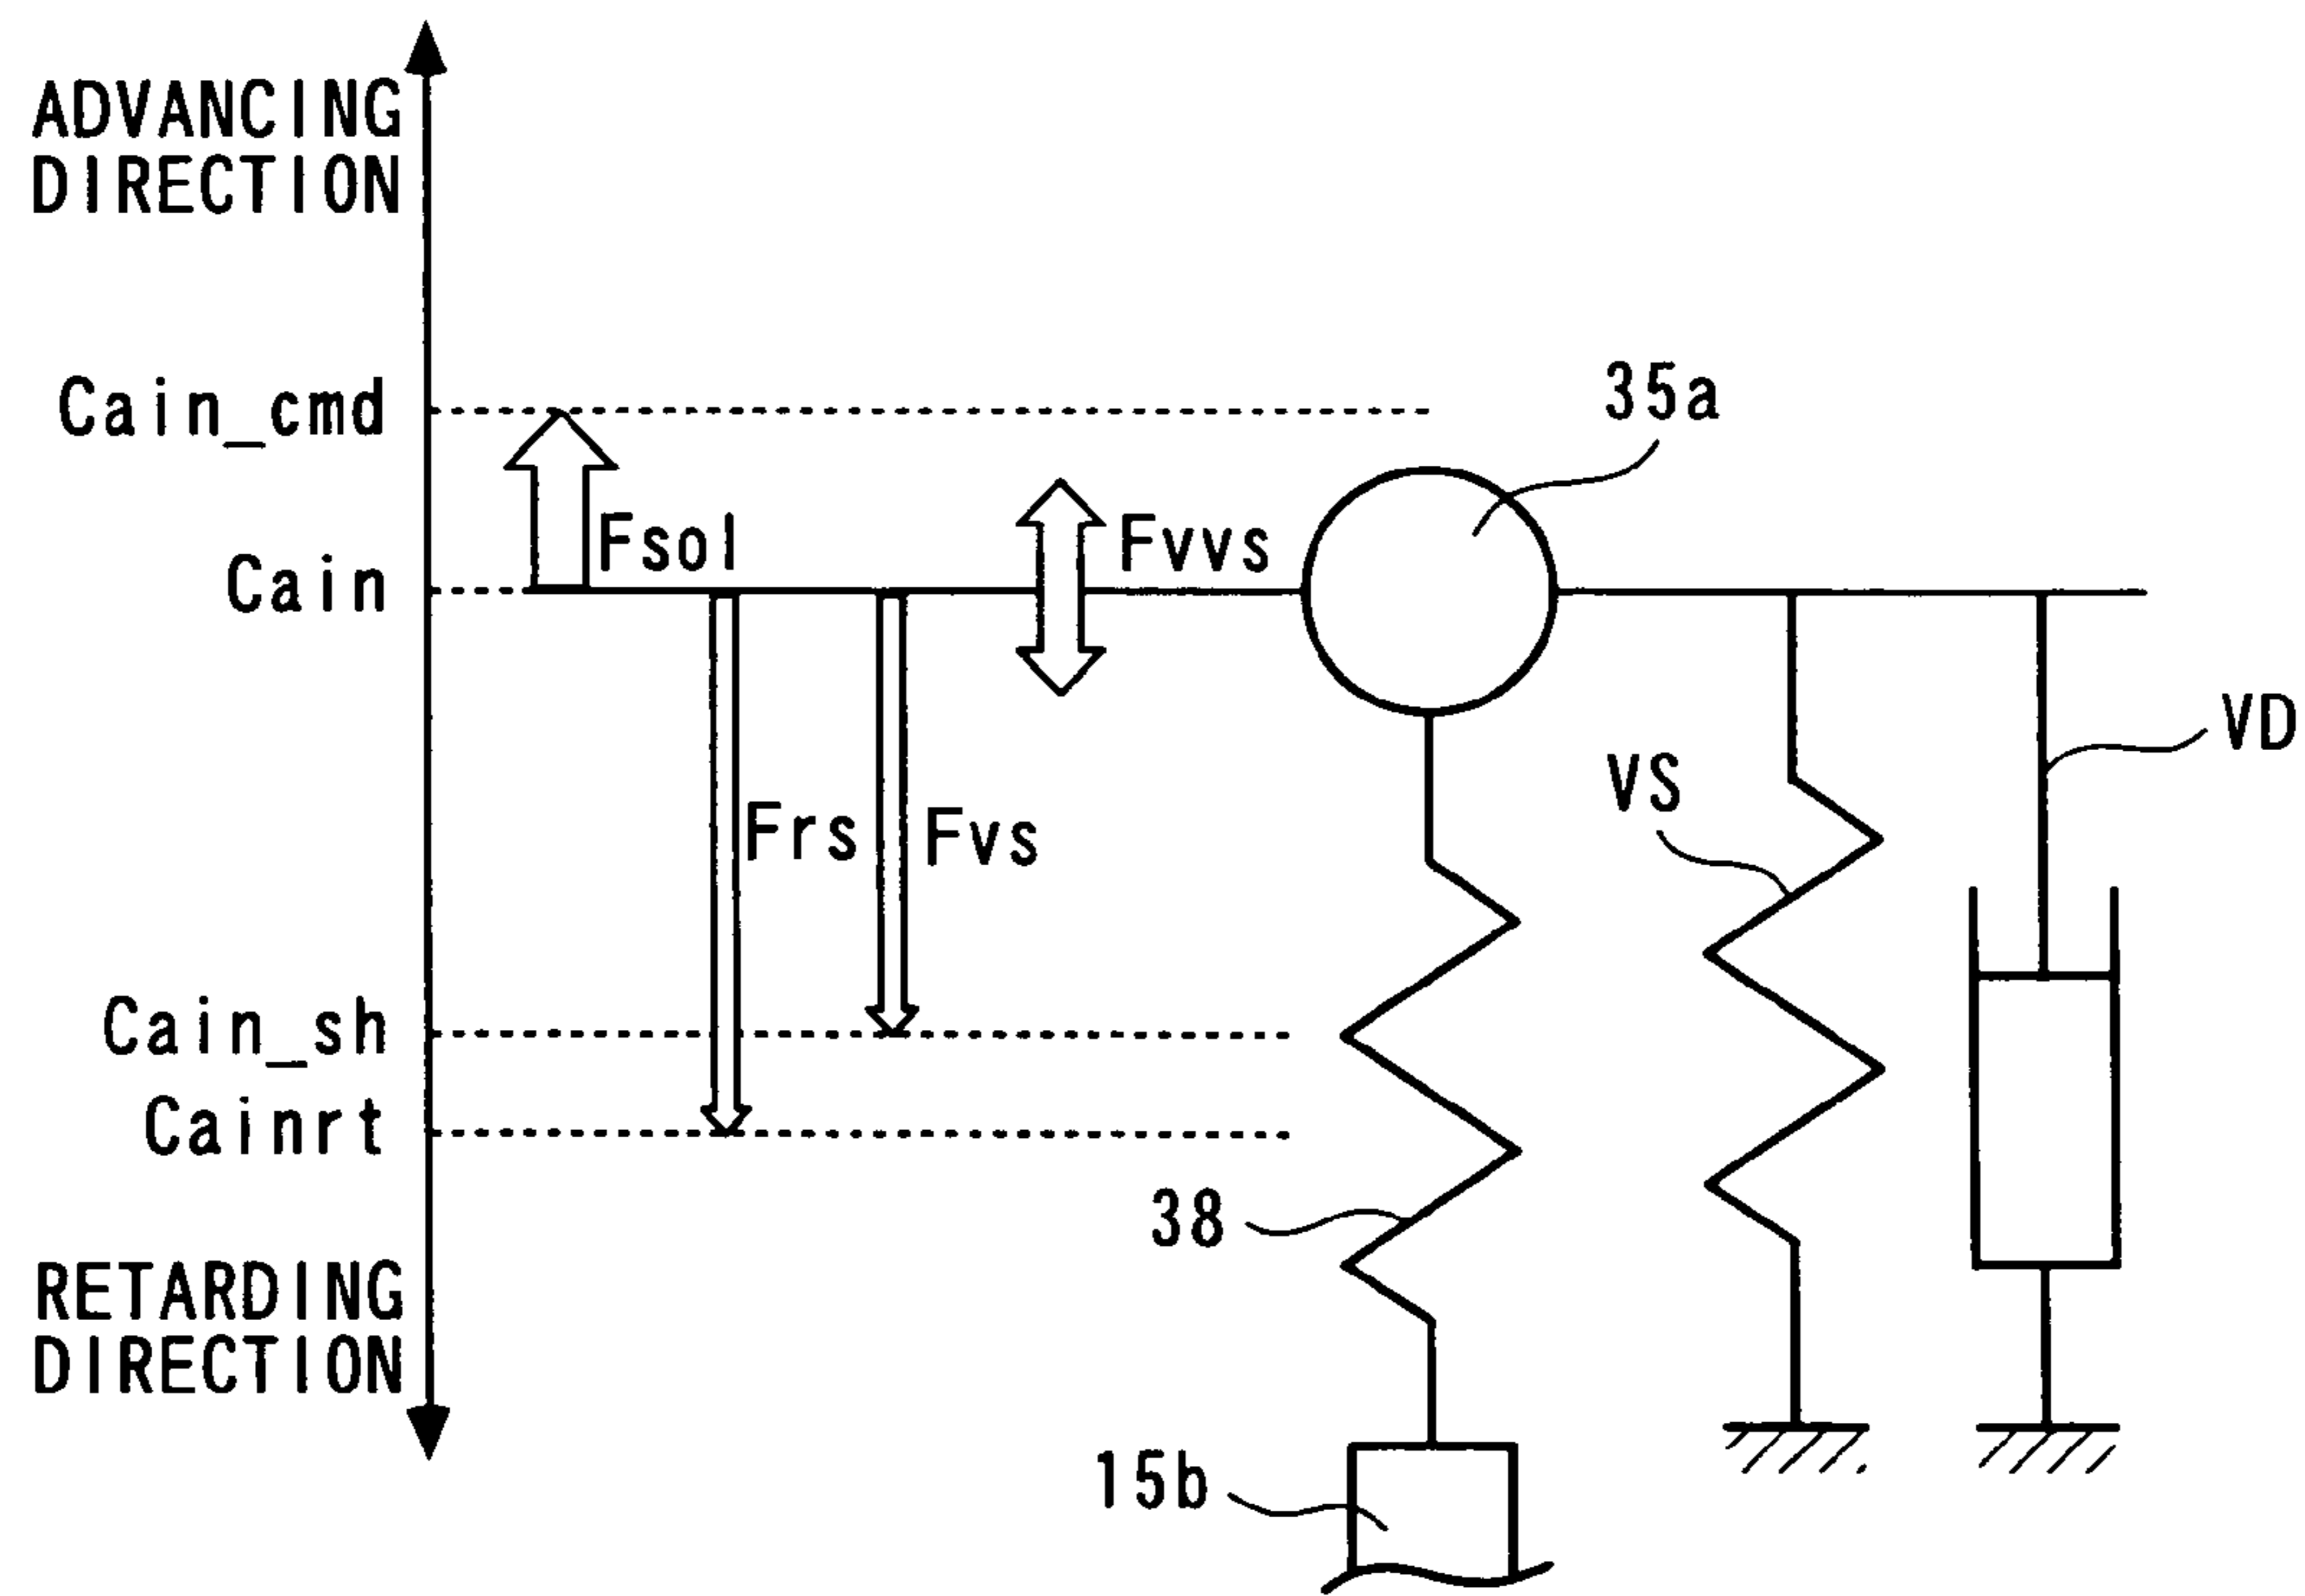 ADVANCING
DIRECTION
Cain_cmd
35a
Fsol
Fvvs
Cain
VD
VS
Frs
Fvs
Cain_sh
Cainrt
38
RETARDING
DIRECTION
15b